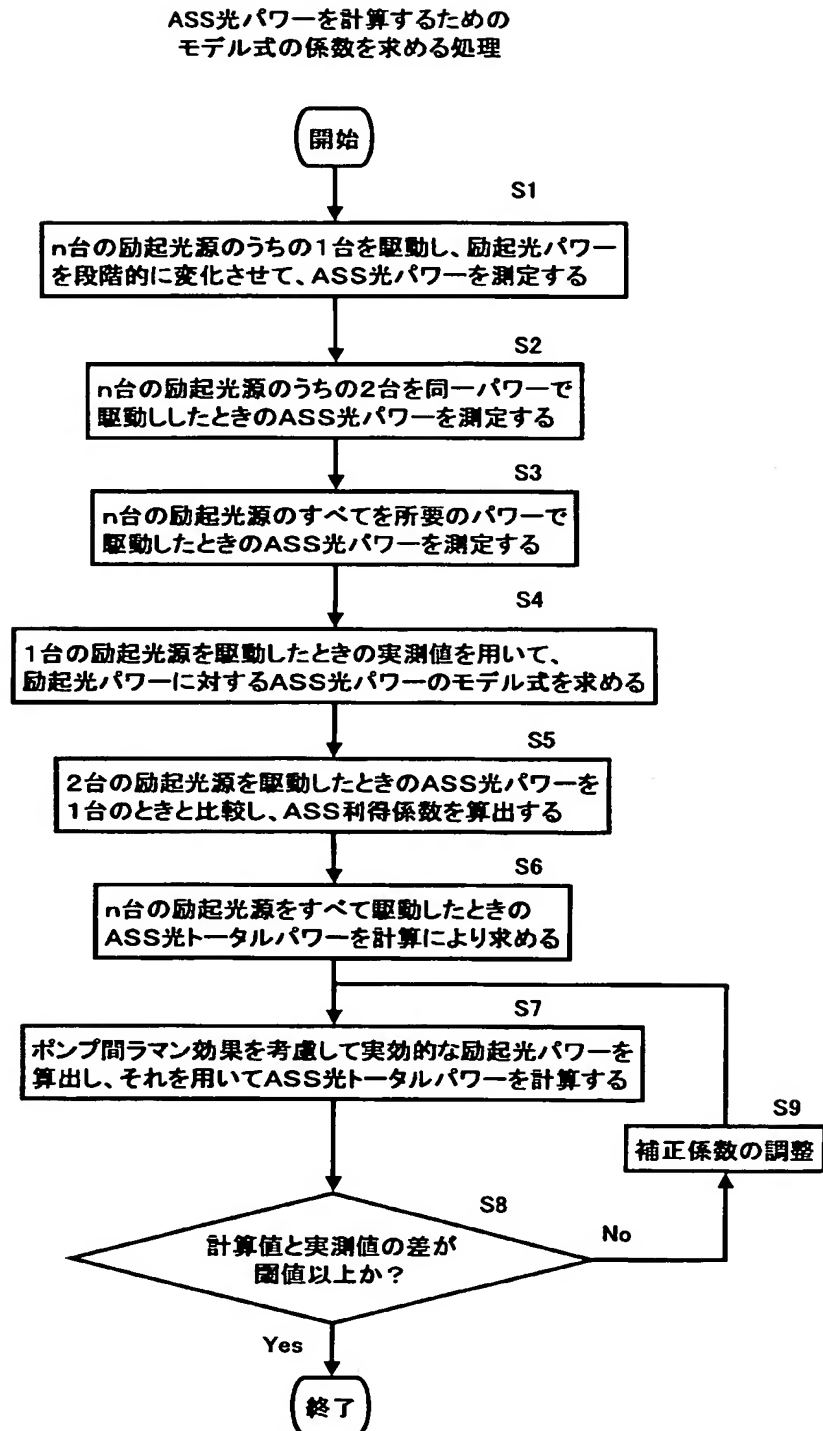 ASS光パワーを計算するための
モデル式の係数を求める処理
開始
S1
n台の励起光源のうちの1台を駆動し、励起光パワー
を段階的に変化させて、ASS光パワーを測定する
S2
n台の励起光源のうちの2台を同一パワーで
駆動ししたときのASS光パワーを測定する
S3
n台の励起光源のすべてを所要のパワーで
駆動したときのASS光パワーを測定する
S4
1台の励起光源を駆動したときの実測値を用いて、
励起光パワーに対するASS光パワーのモデル式を求める
S5
2台の励起光源を駆動したときのASS光パワーを
1台のときと比較し、ASS利得係数を算出する
S6
n台の励起光源をすべて駆動したときの
ASS光トータルパワーを計算により求める
S7
ポンプ間ラマン効果を考慮して実効的な励起光パワーを
算出し、それを用いてASS光トータルパワーを計算する
S9
補正係数の調整
S8
計算値と実測値の差が
閾値以上か?
No
Yes
終了